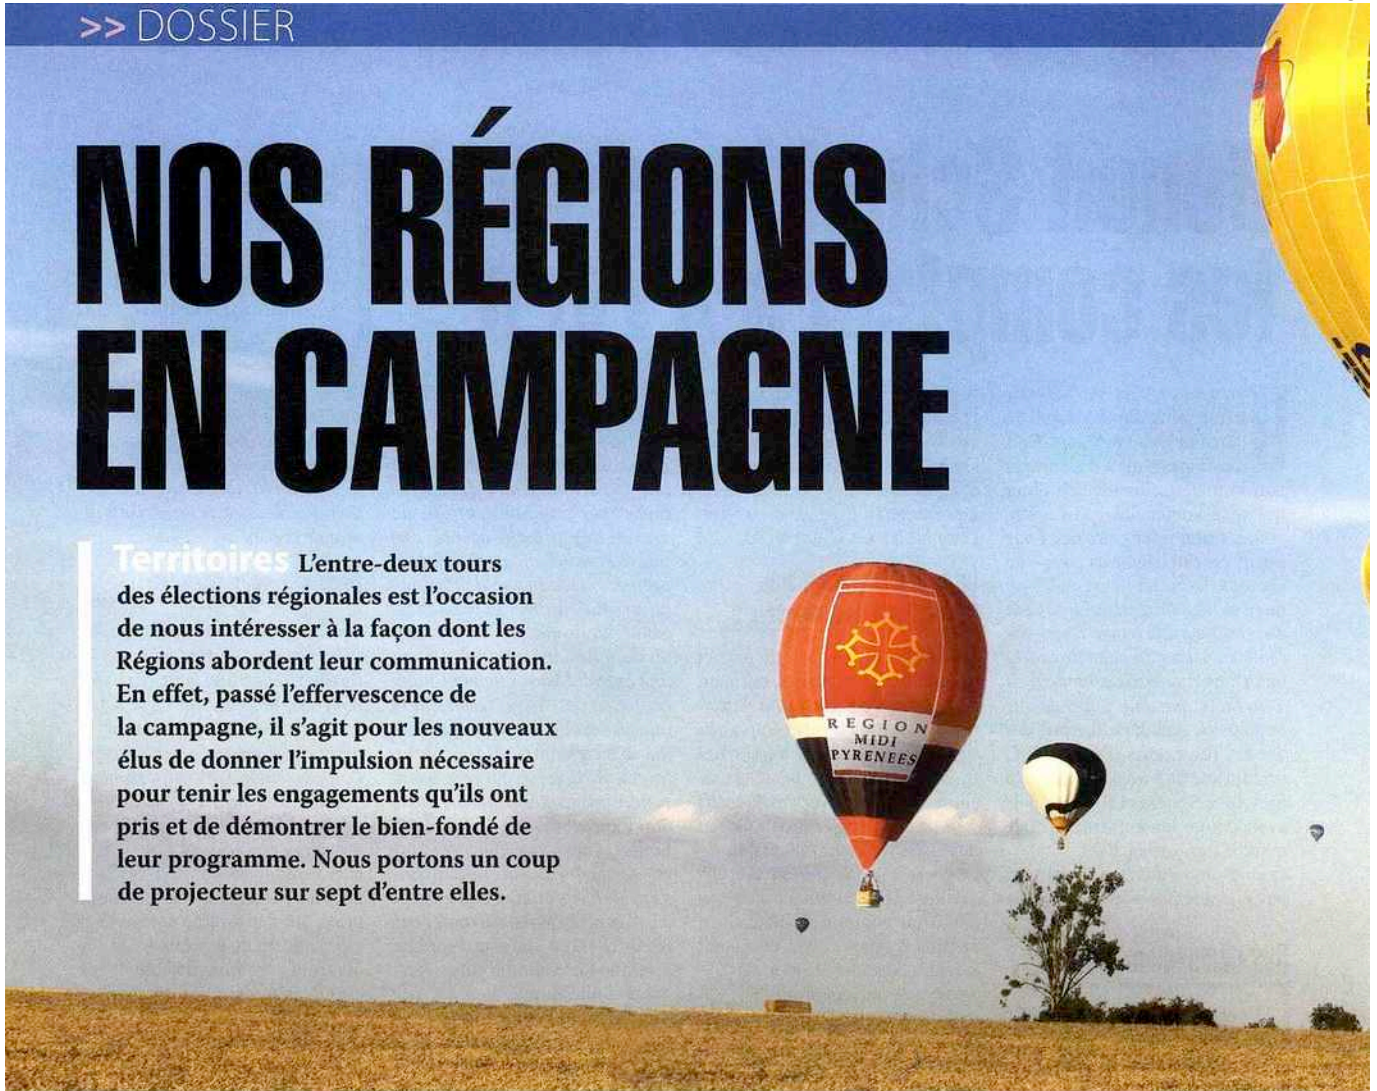 >> DOSSIER
NOS RÉGIONS
EN CAMPAGNE
Territoires L’entre-deux tours
des élections régionales est l’occasion
de nous intéresser à la façon dont les
Régions abordent leur communication.
En effet, passé l’effervescence de
la campagne, il s’agit pour les nouveaux
élus de donner l’impulsion nécessaire
pour tenir les engagements qu’ils ont
pris et de démontrer le bien-fondé de
leur programme. Nous portons un coup
de projecteur sur sept d’entre elles.
REGION
MIDI
PYRENEES